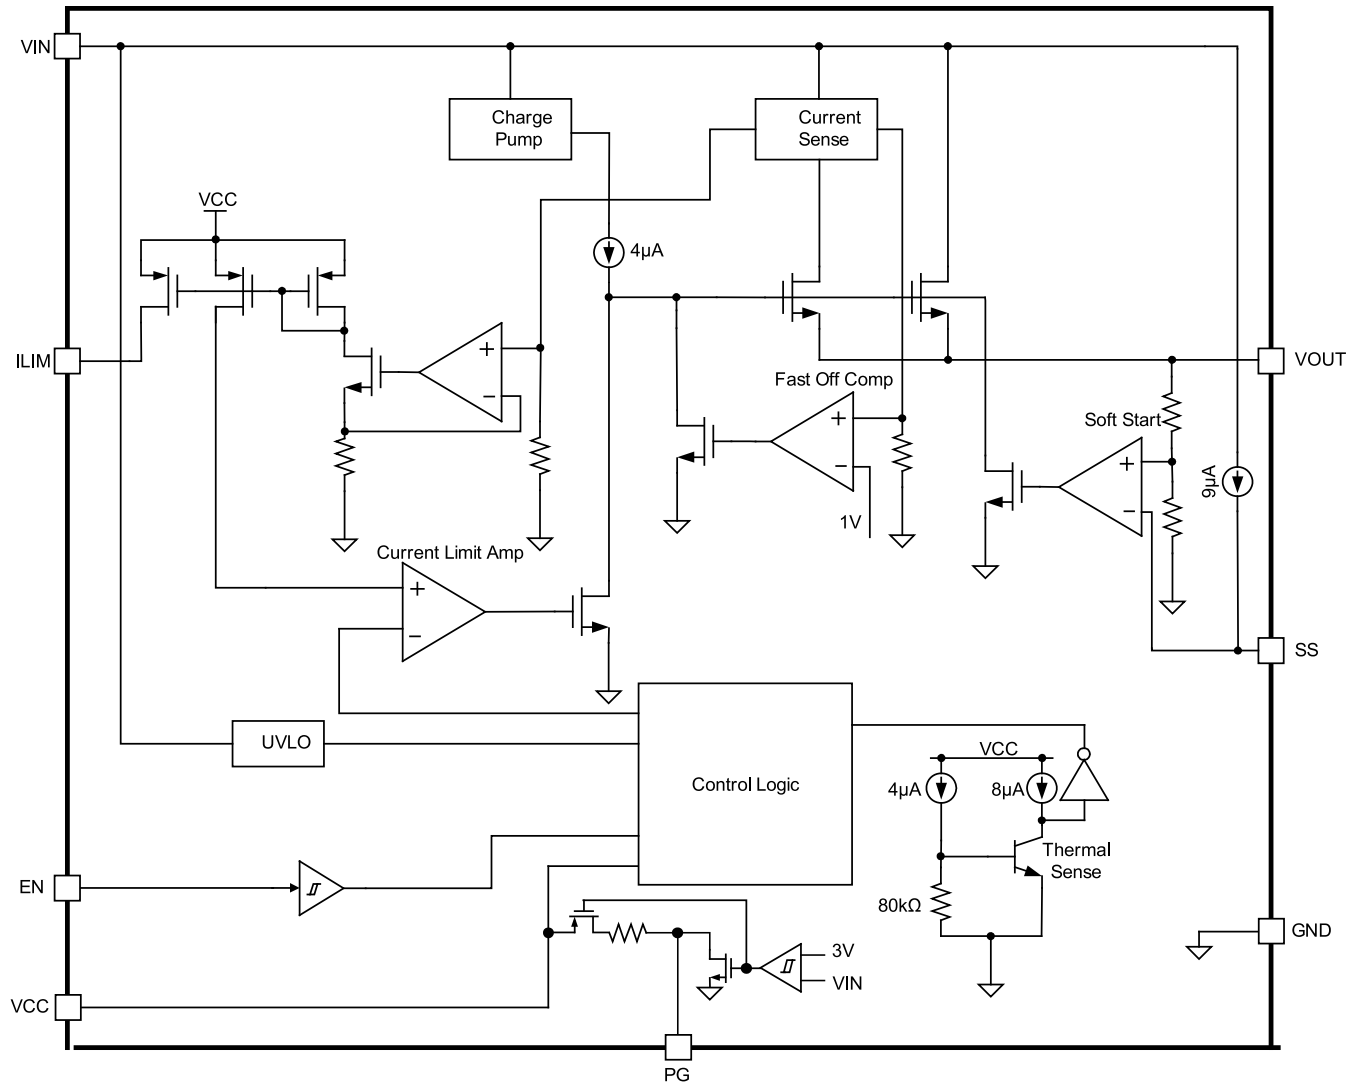 VIN
Charge
Pump
Current
Sense
VCC
4µA
ILIM
+
−
VOUT
Fast Off Comp
+
−
1V
Soft Start
+
−
9µA
Current Limit Amp
+
−
SS
UVLO
Control Logic
VCC
4µA
8µA
Thermal
Sense
80kΩ
EN
GND
3V
VIN
VCC
PG